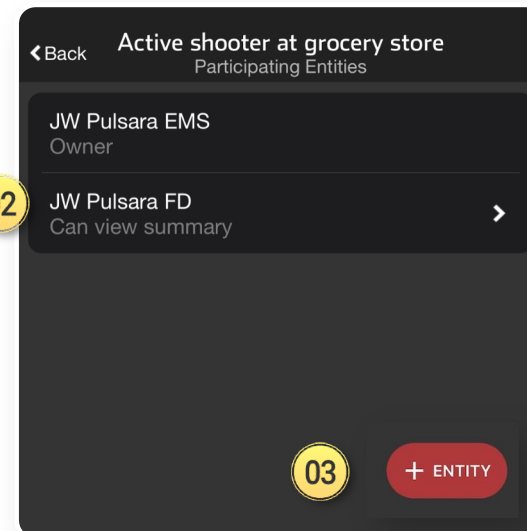 Back
Active shooter at grocery store
Participating Entities
JW Pulsara EMS
Owner
02
JW Pulsara FD
Can view summary
03
+ ENTITY